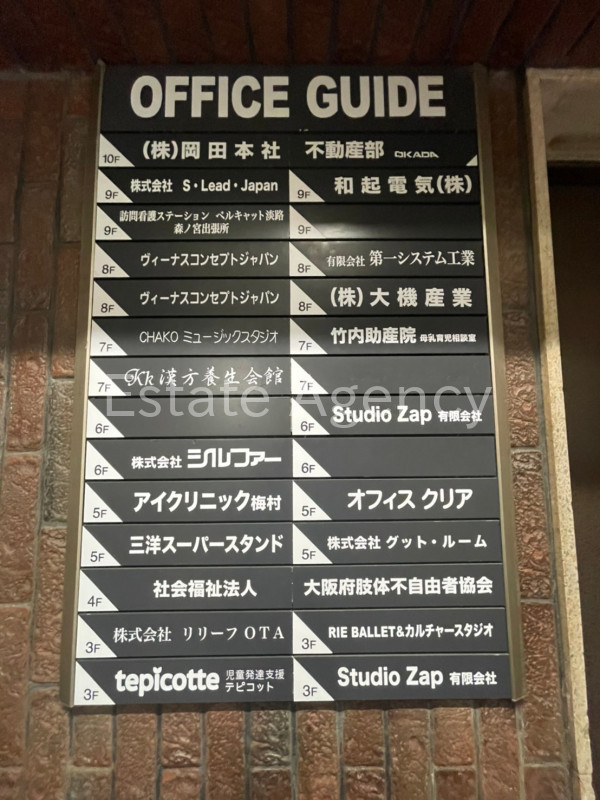 OFFICE GUIDE
10F (株)岡田本社 不動産部 OKADA
9F 株式会社 S・Lead・Japan
9F 和起電気(株)
9F 訪問看護ステーション ベルキャット淡路
森ノ宮出張所
9F
8F ヴィーナスコンセプトジャパン
8F 有限会社 第一システム工業
8F ヴィーナスコンセプトジャパン
8F (株)大機産業
7F CHAKO ミュージックスタジオ
7F 竹内助産院 母乳育児相談室
7F Kh 漢方養生会館
7F
Estate Agency
6F
6F Studio Zap 有限会社
6F 株式会社 シルファー
6F
5F アイクリニック梅村
5F オフィス クリア
5F 三洋スーパースタンド
5F 株式会社 グット・ルーム
4F 社会福祉法人 大阪府肢体不自由者協会
3F 株式会社 リリーフOTA
3F RIE BALLET&カルチャースタジオ
3F tepicotte 児童発達支援
テピコット
3F Studio Zap 有限会社